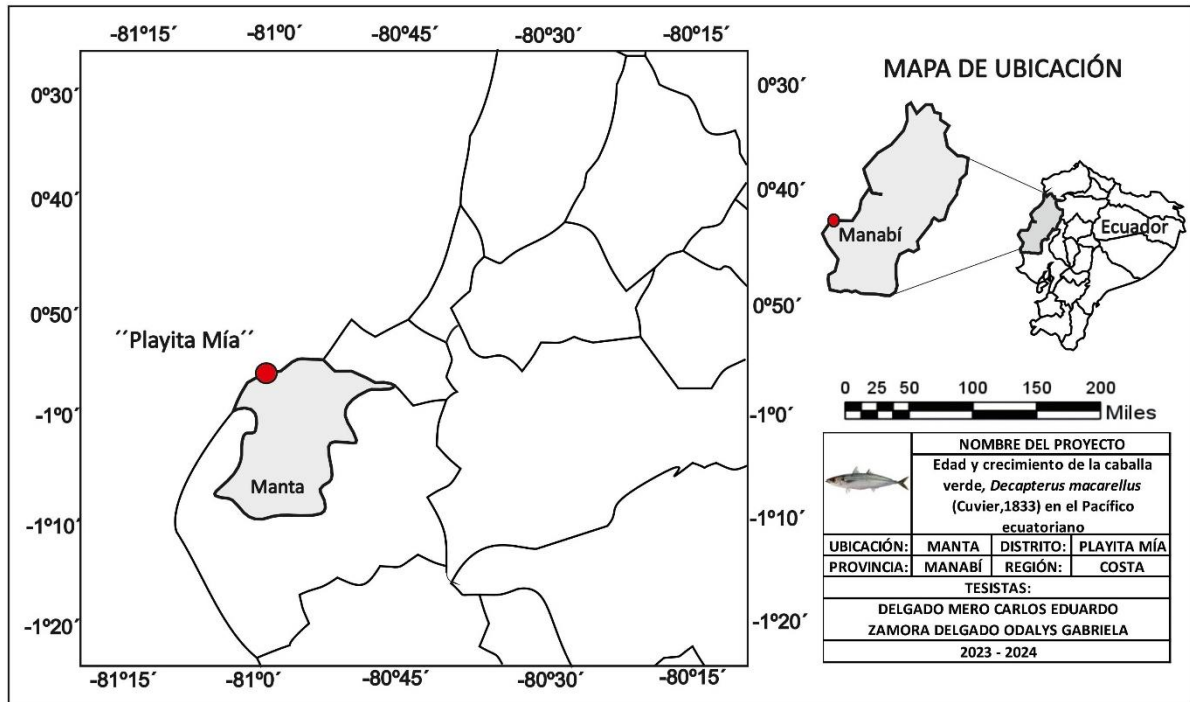 -81º15´ -81º0´ -80º45´ -80º30´ -80º15´
0º30´
0º40´
0º50´
-1º0´
-1º10´
-1º20´
´´Playita Mía´´
Manta
0º30´
0º40´
0º50´
-1º0´
-1º10´
-1º20´
-81º15´ -81º0´ -80º45´ -80º30´ -80º15´
MAPA DE UBICACIÓN
Manabí
Ecuador
0 25 50 100 150 200
Miles
NOMBRE DEL PROYECTO
Edad y crecimiento de la caballa
verde, Decapterus macarellus
(Cuvier,1833) en el Pacífico
ecuatoriano
UBICACIÓN: MANTA DISTRITO: PLAYITA MÍA
PROVINCIA: MANABÍ REGIÓN: COSTA
TESISTAS:
DELGADO MERO CARLOS EDUARDO
ZAMORA DELGADO ODALYS GABRIELA
2023 - 2024